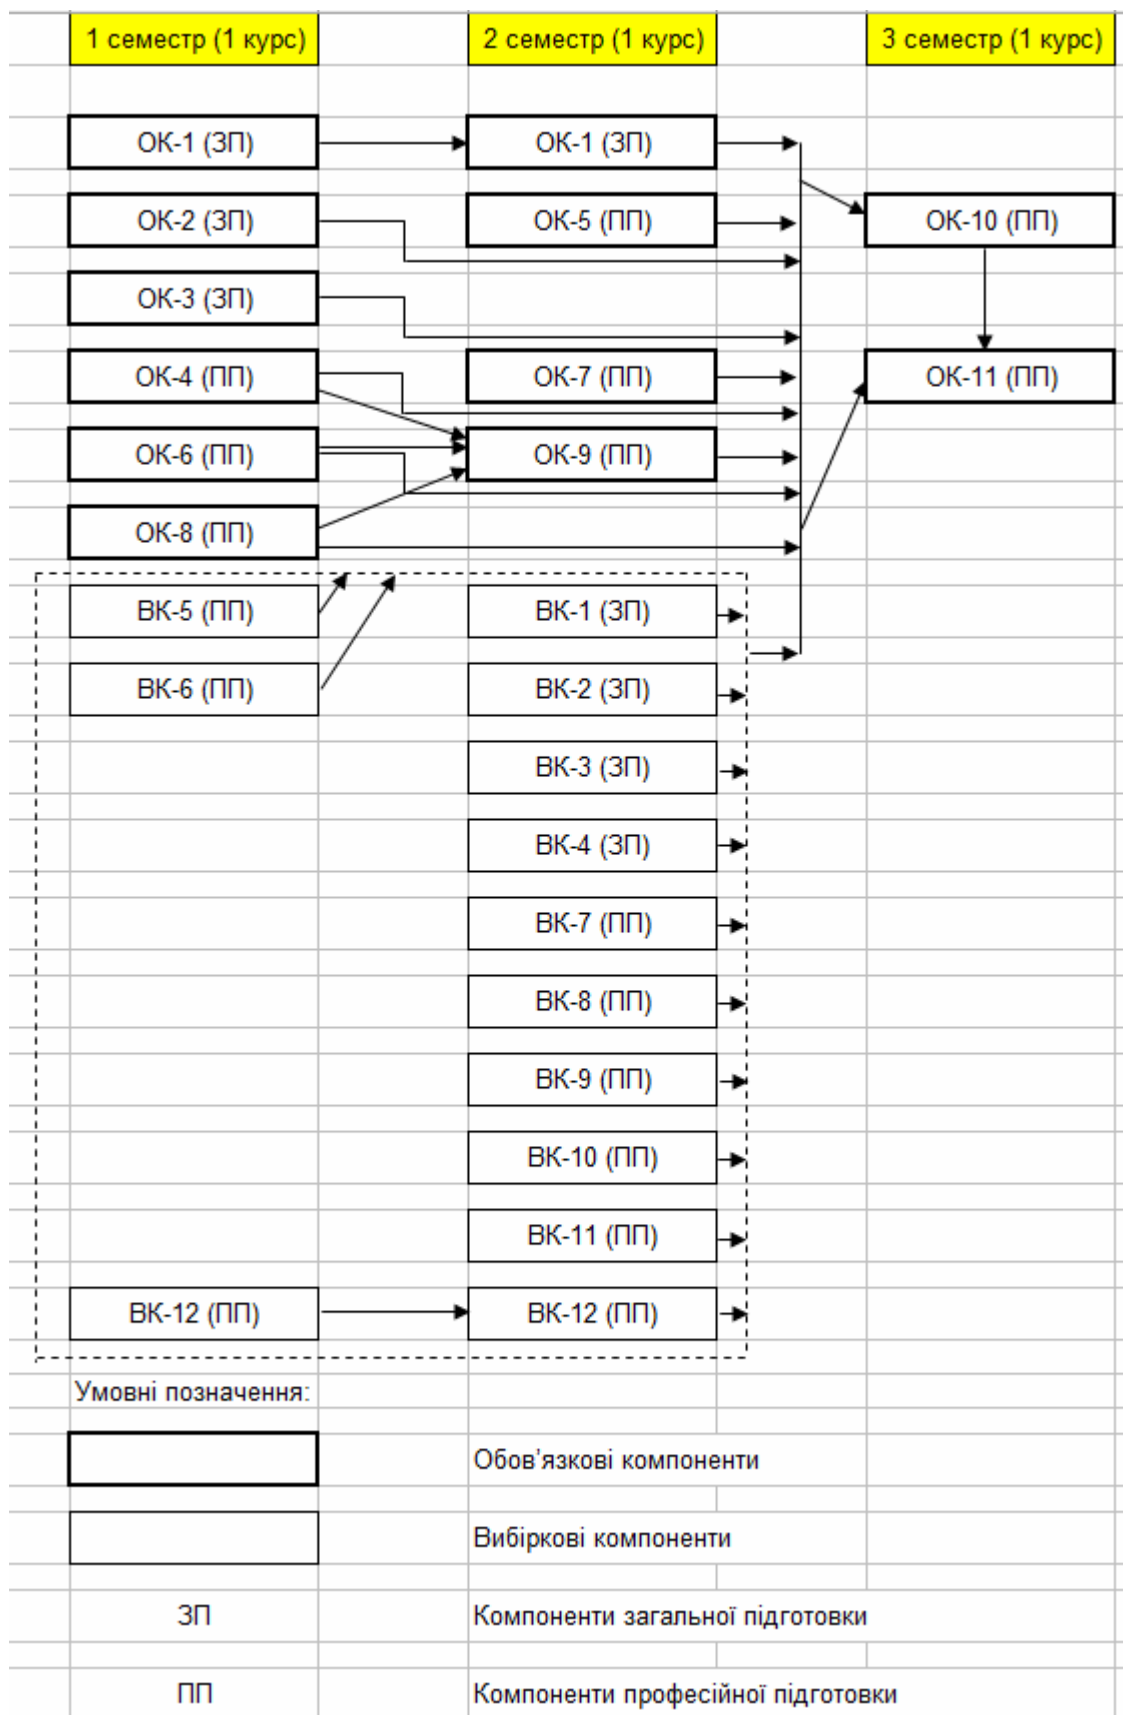 1 семестр (1 курс) 2 семестр (1 курс) 3 семестр (1 курс)
ОК-1 (ЗП) ОК-1 (ЗП)
ОК-2 (ЗП) ОК-5 (ПП) ОК-10 (ПП)
ОК-3 (ЗП)
ОК-4 (ПП) ОК-7 (ПП) ОК-11 (ПП)
ОК-6 (ПП) ОК-9 (ПП)
ОК-8 (ПП)
ВК-5 (ПП) ВК-1 (ЗП)
ВК-6 (ПП) ВК-2 (ЗП)
ВК-3 (ЗП)
ВК-4 (ЗП)
ВК-7 (ПП)
ВК-8 (ПП)
ВК-9 (ПП)
ВК-10 (ПП)
ВК-11 (ПП)
ВК-12 (ПП) ВК-12 (ПП)
Умовні позначення:
Обов’язкові компоненти
Вибіркові компоненти
ЗП Компоненти загальної підготовки
ПП Компоненти професійної підготовки